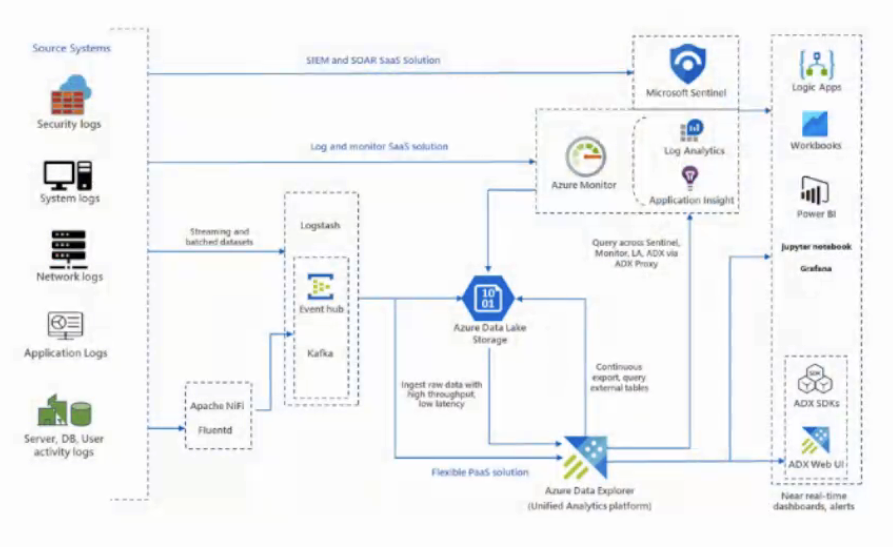 Source Systems
Security logs
System logs
Network logs
Application Logs
Server, DB, User
activity logs
SIEM and SOAR SaaS Solution
Log and monitor SaaS solution
Streaming and
batched datasets
Apache NiFi
Fluentd
Logstash
Event hub
Kafka
Microsoft Sentinel
Azure Monitor
Log Analytics
Application Insight
Query across Sentinel,
Monitor, LA, ADX via
ADX Proxy
10
01
Azure Data Lake
Storage
Ingest raw data with
high throughput,
low latency
Continuous
export, query
external tables
Flexible PaaS solution
Azure Data Explorer
(Unified Analytics platform)
Logic Apps
Workbooks
Power BI
Jupyter notebook
Grafana
SDK
ADX SDKs
ADX Web UI
Near real-time
dashboards, alerts